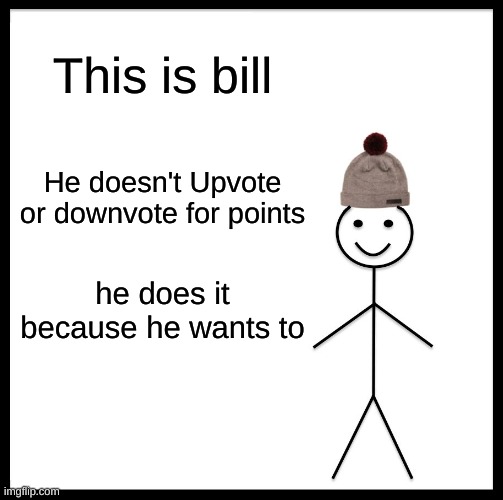 This is bill
He doesn't Upvote
or downvote for points
he does it
because he wants to
imgflip.com